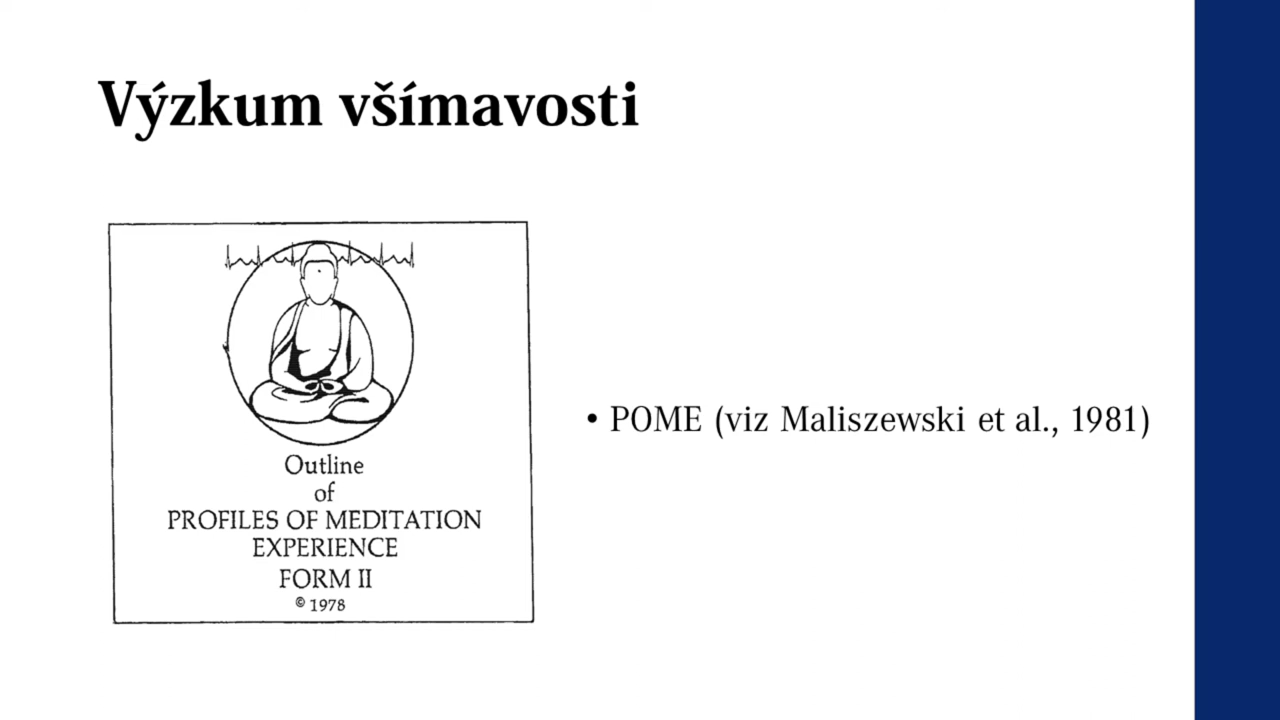 Výzkum všímavosti
Outline
of
PROFILES OF MEDITATION
EXPERIENCE
FORM II
© 1978
• POME (viz Maliszewski et al., 1981)